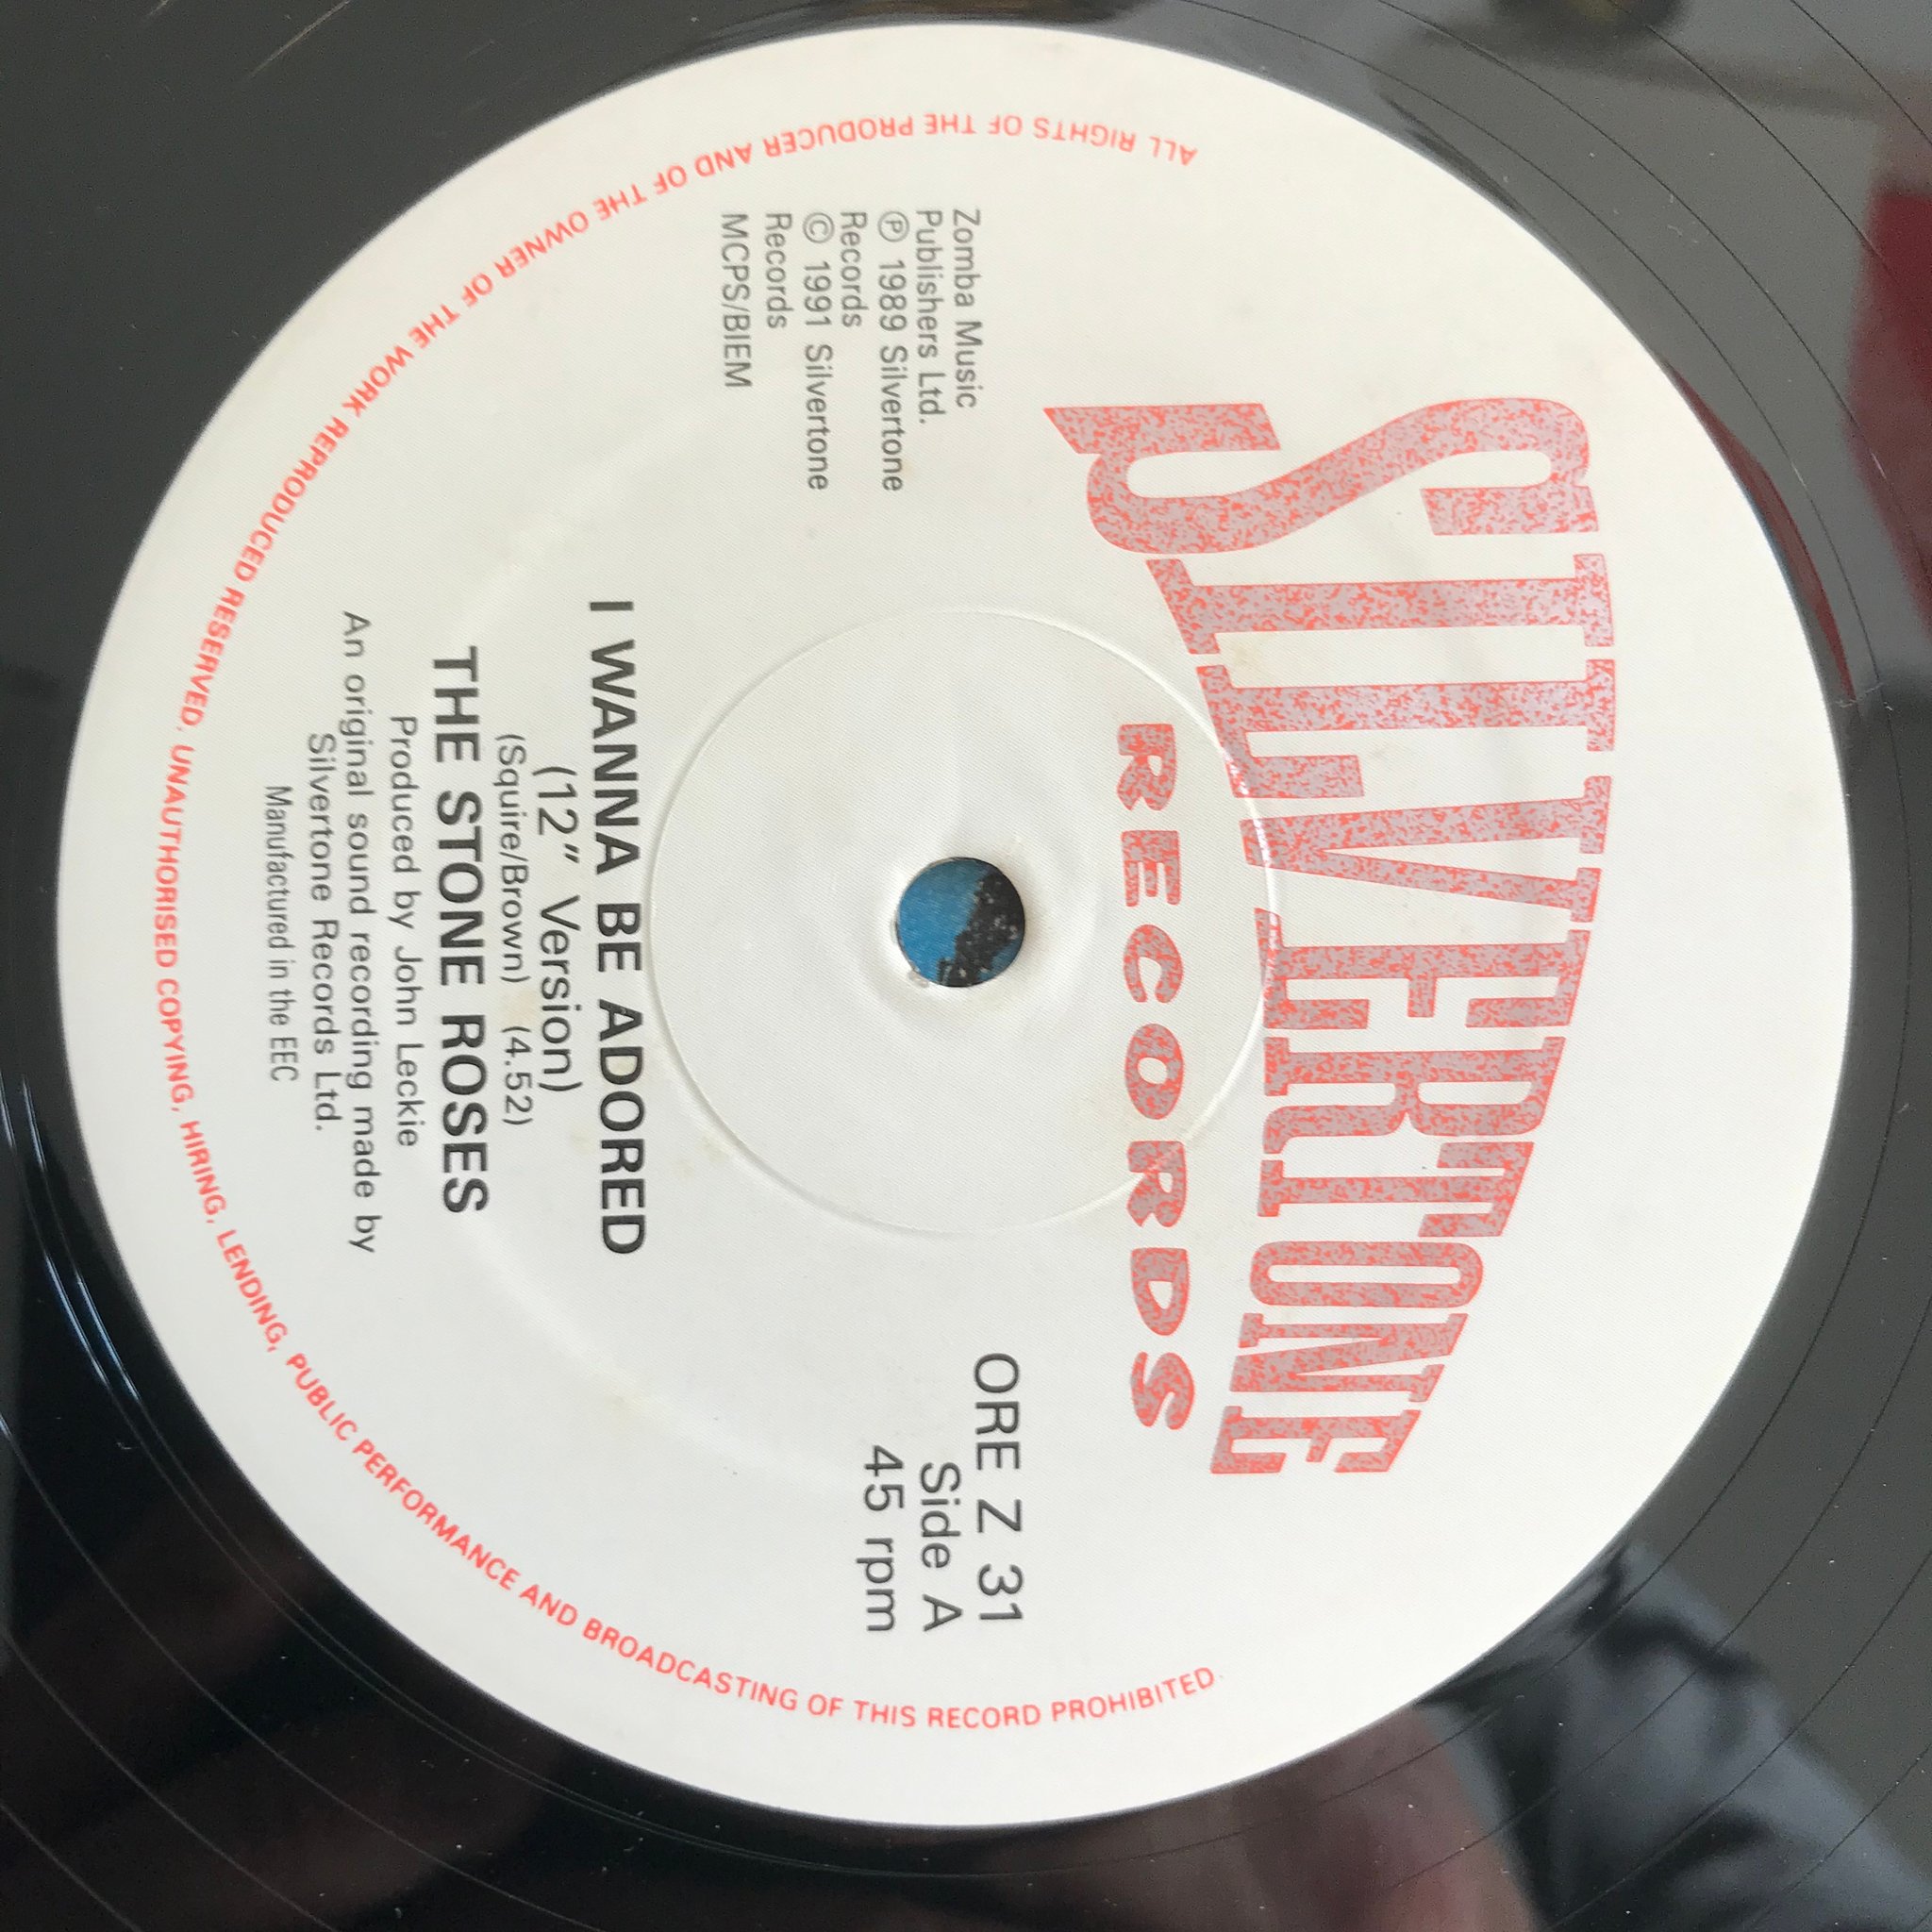 SILVERTONE
RECORDS
ORE Z 31
Side A
45 rpm
Zomba Music
Publishers Ltd.
Ⓟ 1989 Silvertone
Records
© 1991 Silvertone
Records
MCPS/BIEM
I WANNA BE ADORED
(12" Version)
(Squire/Brown) (4.52)
THE STONE ROSES
Produced by John Leckie
An original sound recording made by
Silvertone Records Ltd.
Manufactured in the EEC
ALL RIGHTS OF THE PRODUCER AND OF THE OWNER OF THE WORK REPRODUCED RESERVED. UNAUTHORISED COPYING, HIRING, LENDING, PUBLIC PERFORMANCE AND BROADCASTING OF THIS RECORD PROHIBITED.